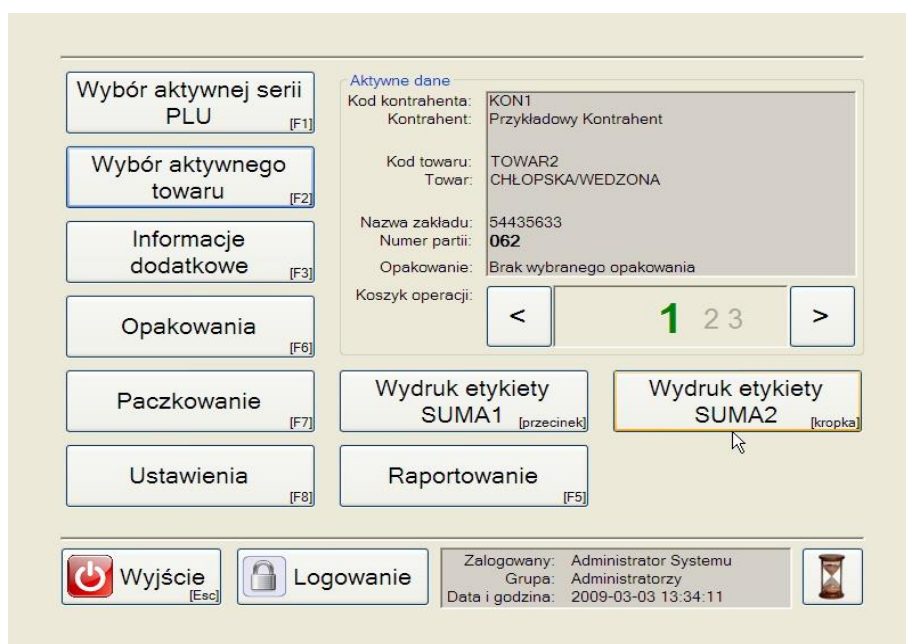 Wybór aktywnej serii
PLU [F1]
Wybór aktywnego
towaru [F2]
Informacje
dodatkowe [F3]
Opakowania
[F6]
Paczkowanie
[F7]
Ustawienia
[F8]
Aktywne dane
Kod kontrahenta: KON1
Kontrahent: Przykładowy Kontrahent
Kod towaru: TOWAR2
Towar: CHŁOPSKA/WEDZONA
Nazwa zakładu: 54435633
Numer partii: 062
Opakowanie: Brak wybranego opakowania
Koszyk operacji:
< 1 2 3 >
Wydruk etykiety
SUMA1 [przecinek]
Wydruk etykiety
SUMA2 [kropka]
Raportowanie
[F5]
Wyjście
[Esc]
Logowanie
Zalogowany: Administrator Systemu
Grupa: Administratorzy
Data i godzina: 2009-03-03 13:34:11